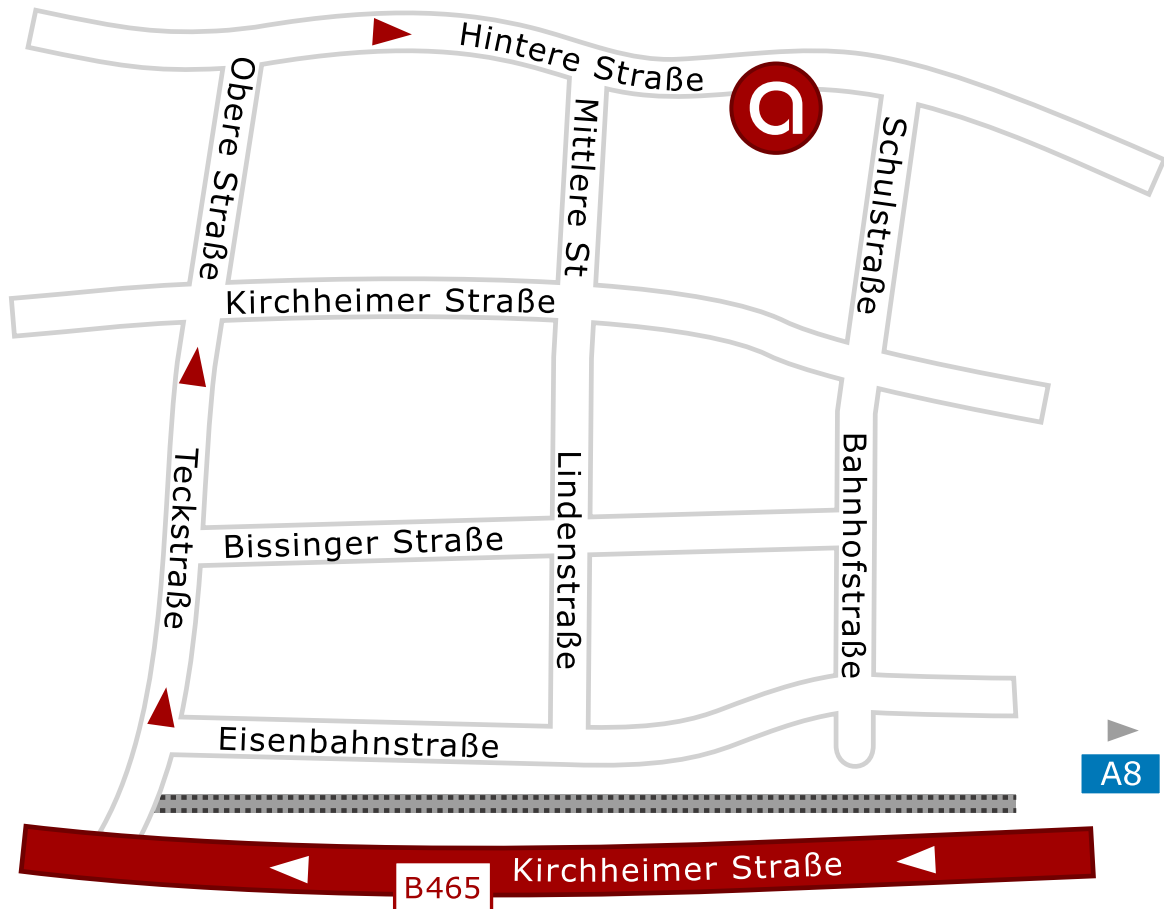 Hintere Straße
a
Obere Straße
Mittlere St
Schulstraße
Kirchheimer Straße
Teckstraße
Lindenstraße
Bahnhofstraße
Bissinger Straße
Eisenbahnstraße
A8
Kirchheimer Straße
B465